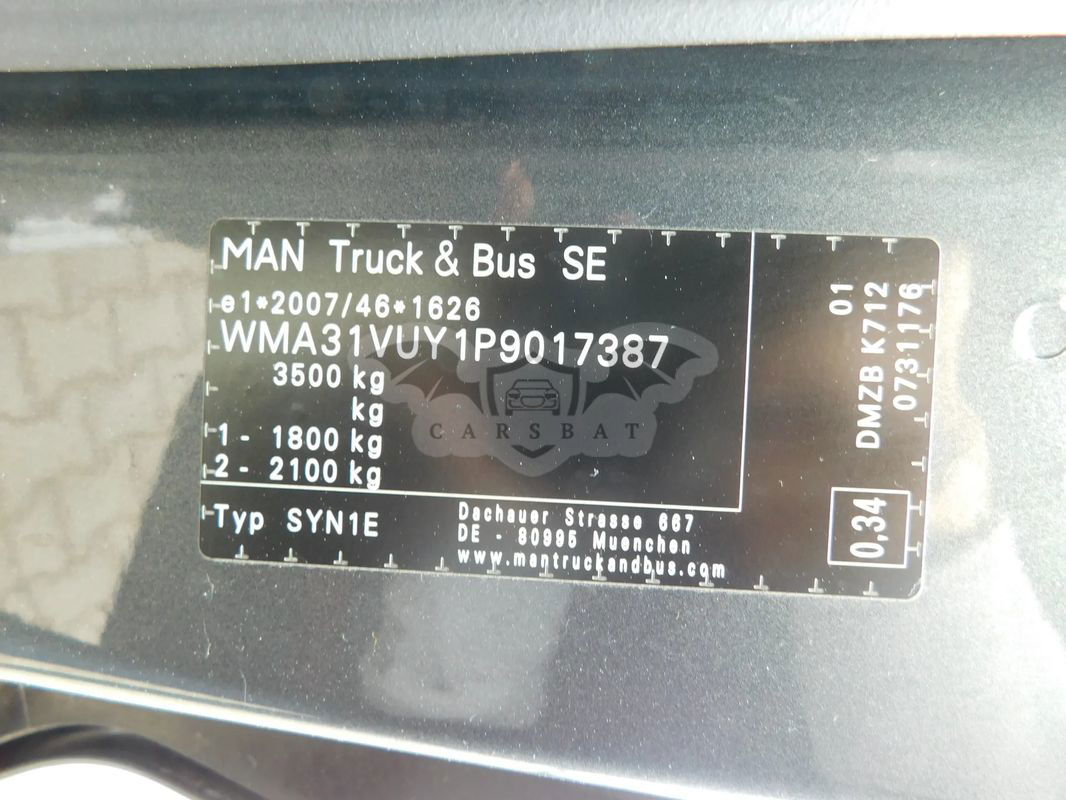 MAN Truck & Bus SE
e1*2007/46*1626
WMA31VUY1P9017387
3500 kg
kg
1 - 1800 kg
2 - 2100 kg
Typ SYN1E
Dachauer Strasse 667
DE - 80995 Muenchen
www.mantruckandbus.com
01
DMZB K712
0731176
0,34
CARSBAT